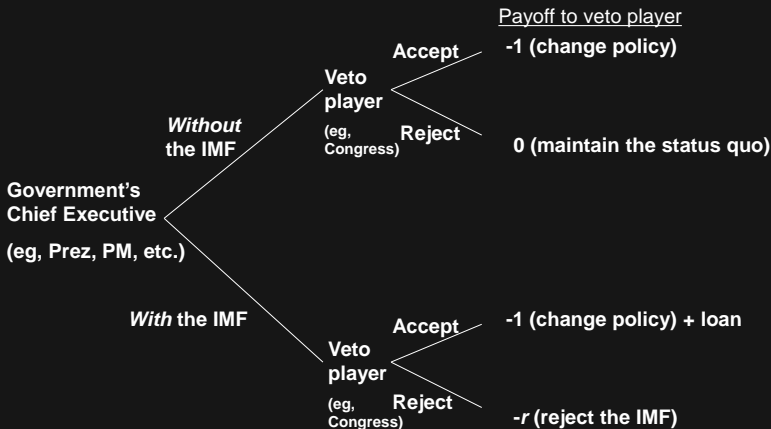 Payoff to veto player
Accept
-1 (change policy)
Veto
player
(eg,
Congress)
Reject
0 (maintain the status quo)
Without
the IMF
Government's
Chief Executive
(eg, Prez, PM, etc.)
With the IMF
Accept
-1 (change policy) + loan
Veto
player
(eg,
Congress)
Reject
-r (reject the IMF)